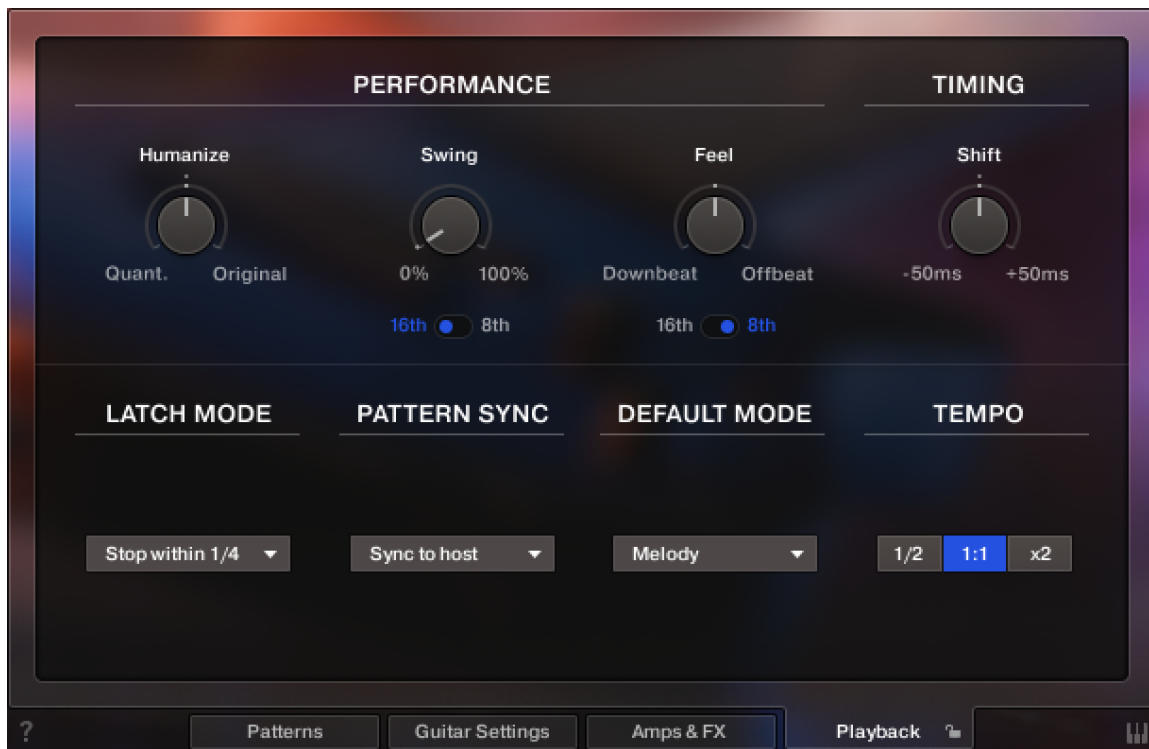 PERFORMANCE TIMING
Humanize Swing Feel Shift
Quant. Original 0% 100% Downbeat Offbeat -50ms +50ms
16th 8th 16th 8th
LATCH MODE PATTERN SYNC DEFAULT MODE TEMPO
Stop within 1/4 Sync to host Melody 1/2 1:1 x2
? Patterns Guitar Settings Amps & FX Playback